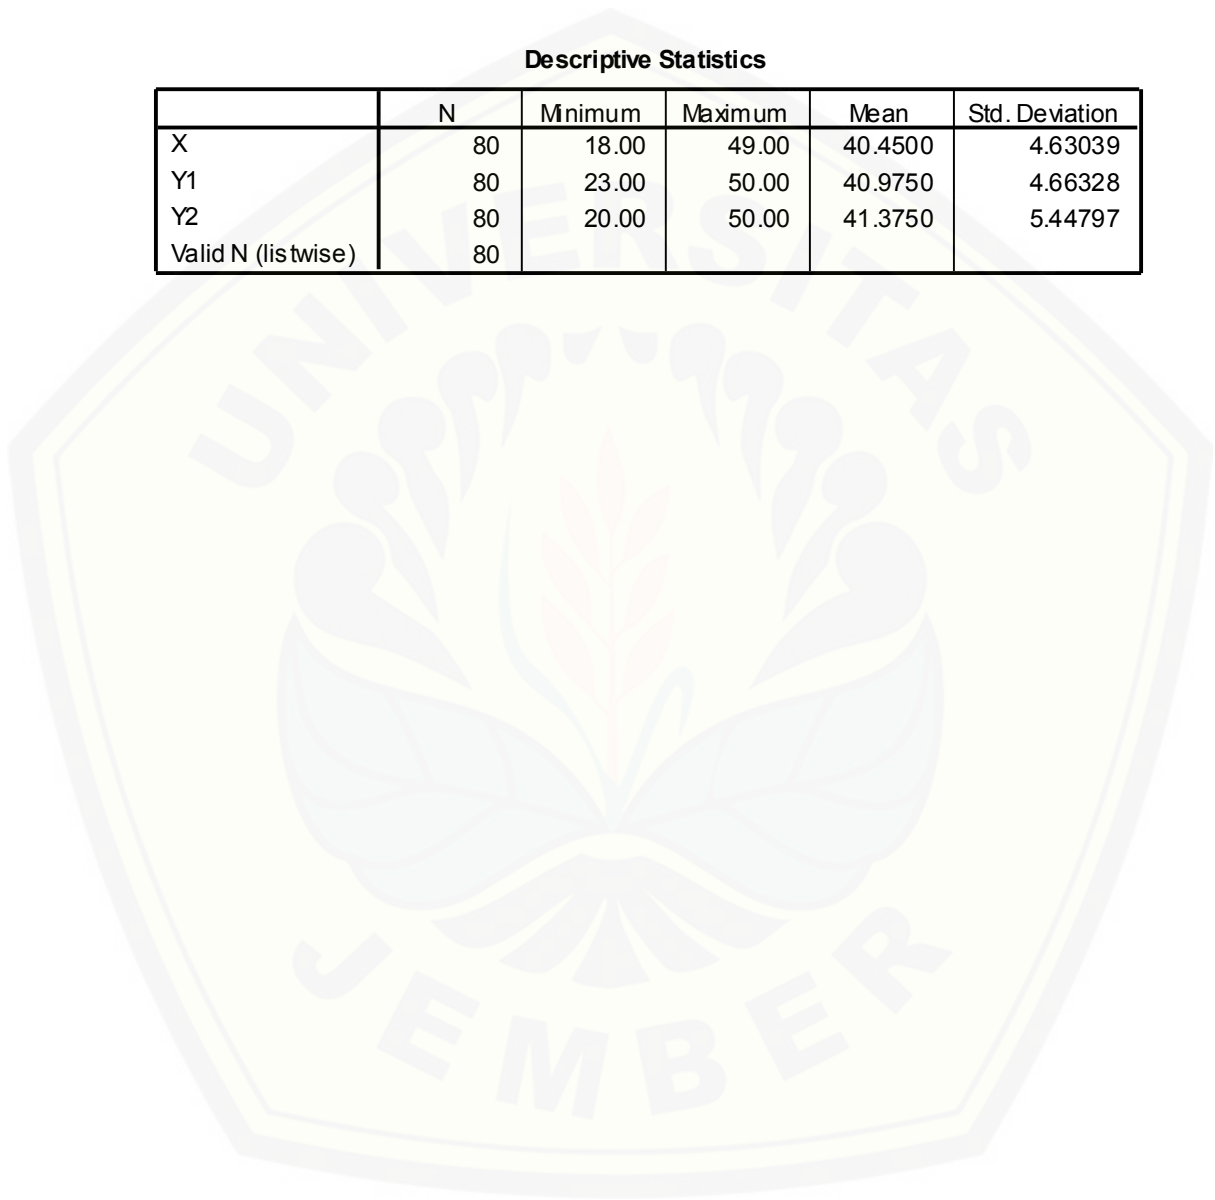 Descriptive Statistics
N Minimum Maximum Mean Std. Deviation
X 80 18.00 49.00 40.4500 4.63039
Y1 80 23.00 50.00 40.9750 4.66328
Y2 80 20.00 50.00 41.3750 5.44797
Valid N (listwise) 80
UNIVERSITAS
JEMBER